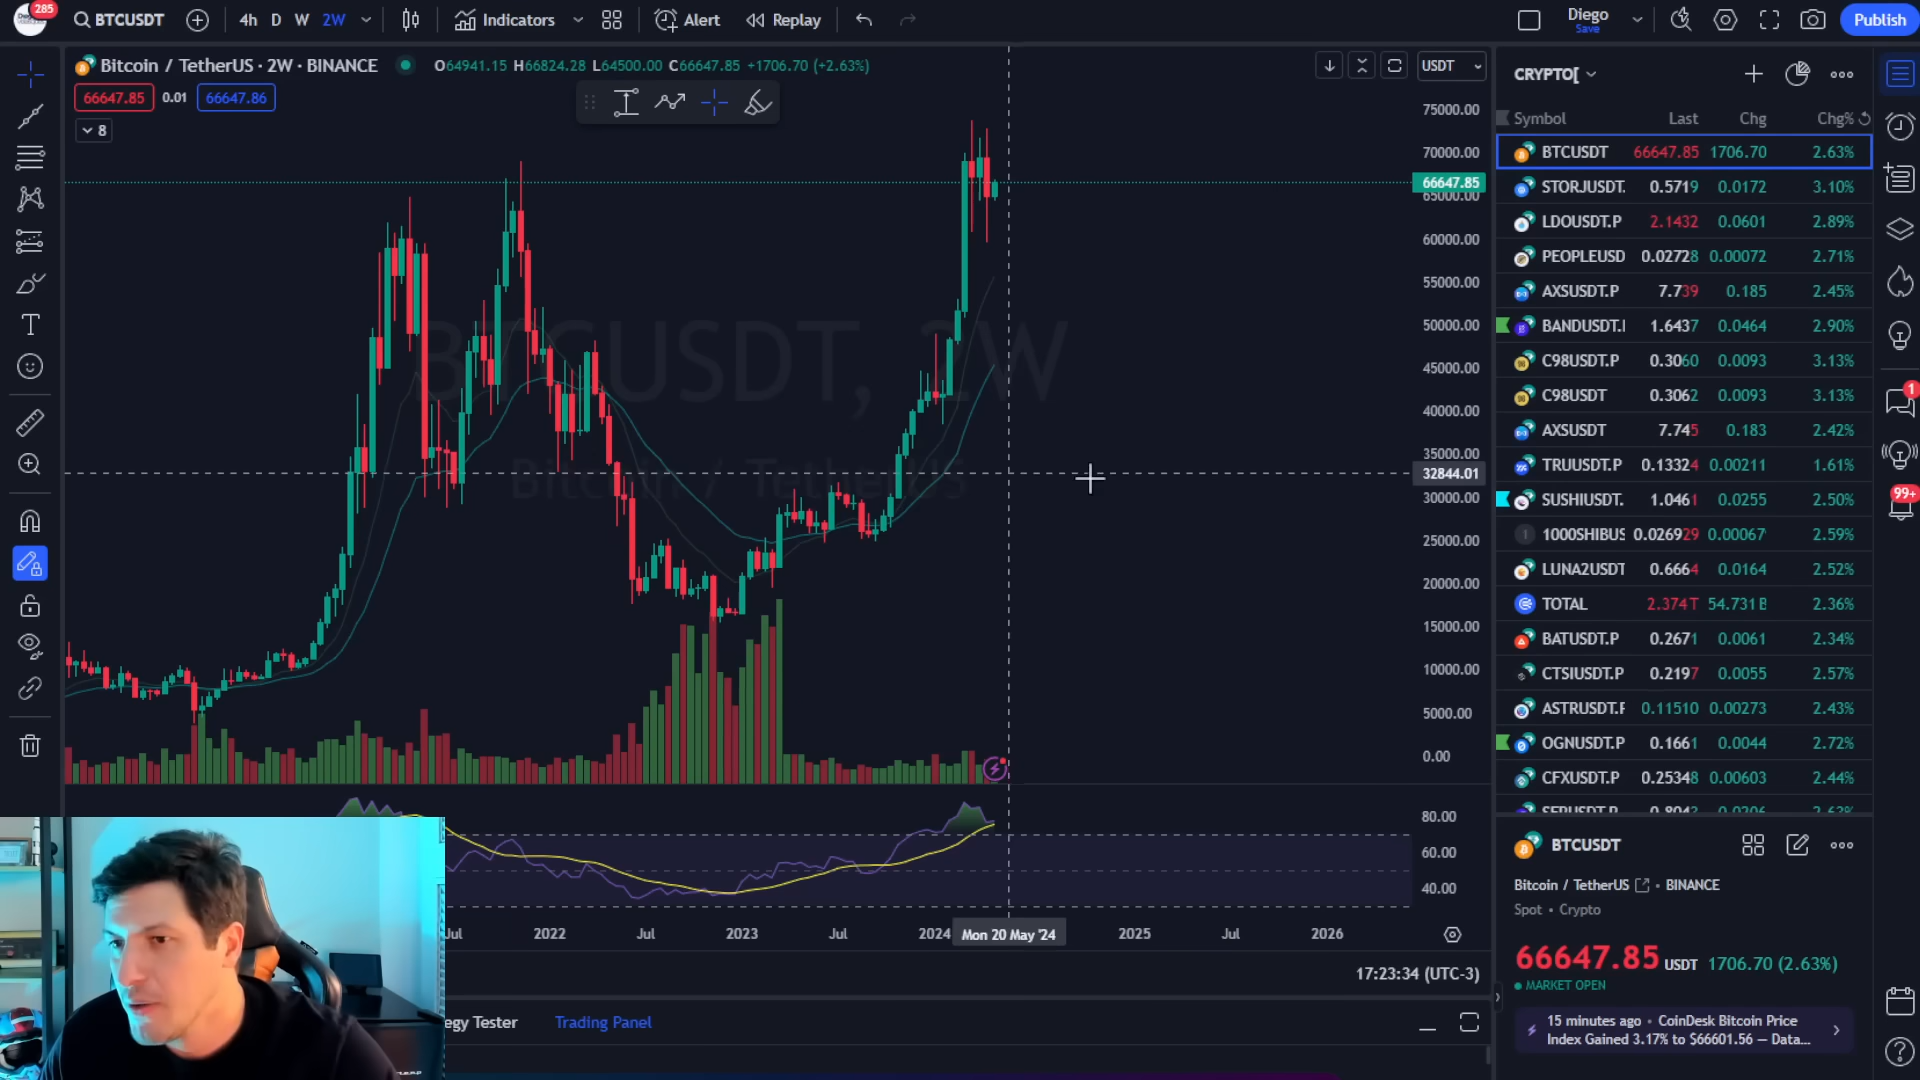 285
BTCUSDT
4h D W 2W
Indicators
Alert
Replay
Diego
Save
Publish
Bitcoin / TetherUS · 2W · BINANCE
O64941.15 H66824.28 L64500.00 C66647.85 +1706.70 (+2.63%)
66647.85 0.01 66647.86
8
USDT
75000.00
70000.00
66647.85
65000.00
60000.00
55000.00
50000.00
45000.00
40000.00
35000.00
32844.01
30000.00
25000.00
20000.00
15000.00
10000.00
5000.00
0.00
80.00
60.00
40.00
BTCUSDT, 2W
Bitcoin / TetherUS
Jul 2022 Jul 2023 Jul 2024 Mon 20 May '24 2025 Jul 2026
17:23:34 (UTC-3)
egy Tester Trading Panel
CRYPTO[
Symbol Last Chg Chg%
BTCUSDT 66647.85 1706.70 2.63%
STORJUSDT. 0.5719 0.0172 3.10%
LDOUSDT.P 2.1432 0.0601 2.89%
PEOPLEUSD 0.02728 0.00072 2.71%
AXSUSDT.P 7.739 0.185 2.45%
BANDUSDT.I 1.6437 0.0464 2.90%
C98USDT.P 0.3060 0.0093 3.13%
C98USDT 0.3062 0.0093 3.13%
AXSUSDT 7.745 0.183 2.42%
TRUUSDT.P 0.13324 0.00211 1.61%
SUSHIUSDT. 1.0461 0.0255 2.50%
1000SHIBUS 0.026929 0.00067 2.59%
LUNA2USDT 0.6664 0.0164 2.52%
TOTAL 2.374T 54.731B 2.36%
BATUSDT.P 0.2671 0.0061 2.34%
CTSIUSDT.P 0.2197 0.0055 2.57%
ASTRUSDT.F 0.11510 0.00273 2.43%
OGNUSDT.P 0.1661 0.0044 2.72%
CFXUSDT.P 0.25348 0.00603 2.44%
BTCUSDT
Bitcoin / TetherUS • BINANCE
Spot • Crypto
66647.85 USDT 1706.70 (2.63%)
MARKET OPEN
15 minutes ago • CoinDesk Bitcoin Price
Index Gained 3.17% to $66601.56 — Data...
1
99+